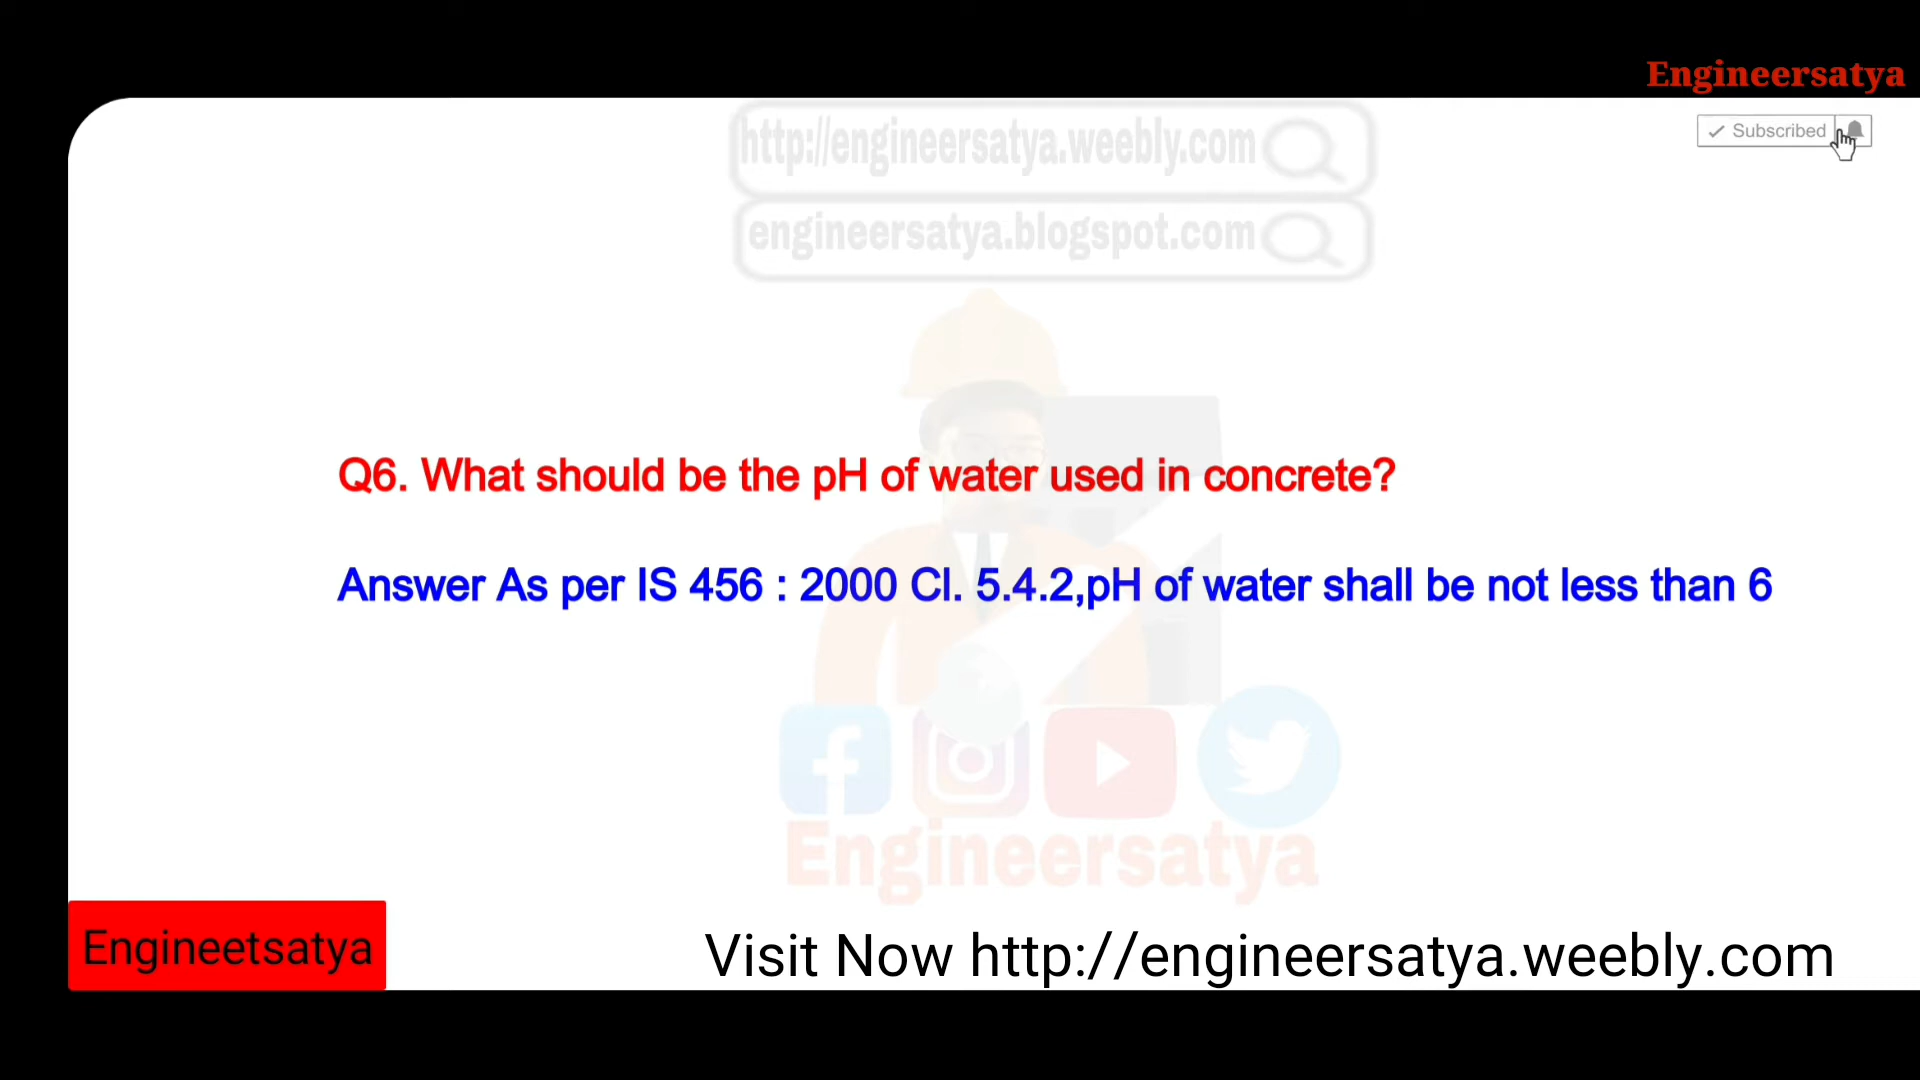 Engineersatya
Subscribed
http://engineersatya.weebly.com
engineersatya.blogspot.com
Q6. What should be the pH of water used in concrete?
Answer As per IS 456 : 2000 Cl. 5.4.2,pH of water shall be not less than 6
Engineersatya
Engineetsatya
Visit Now http://engineersatya.weebly.com